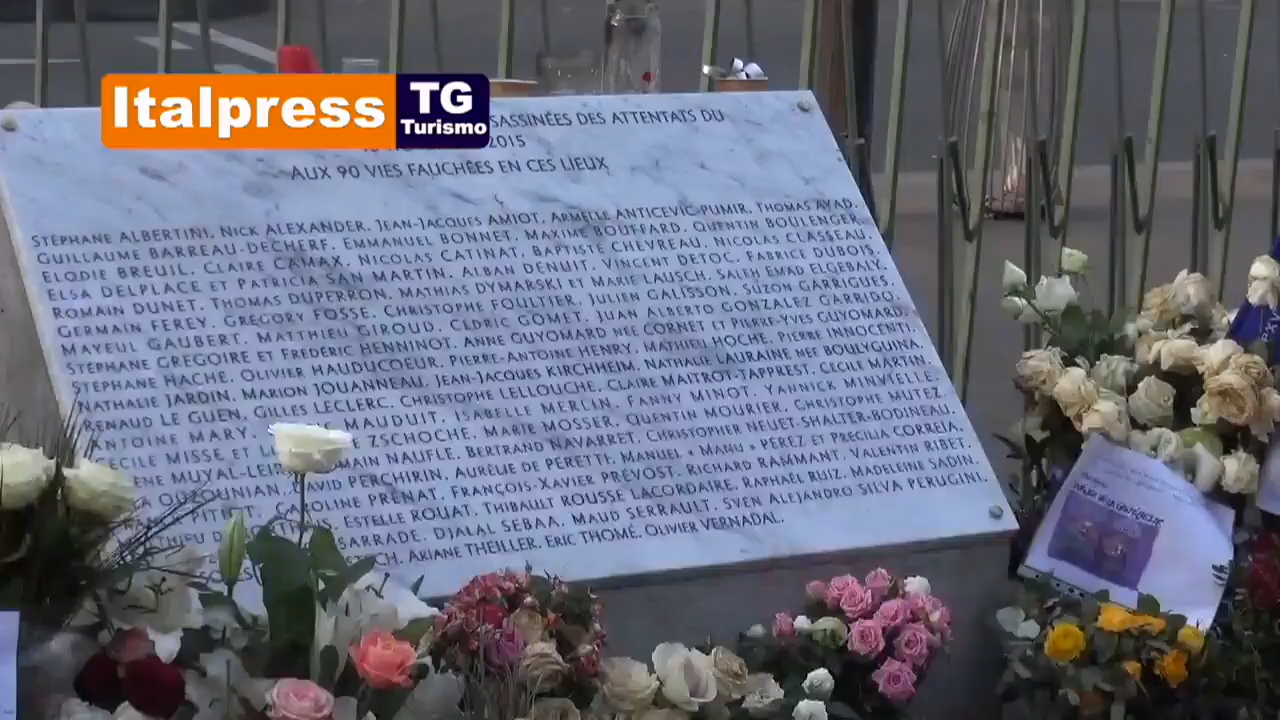 Italpress
TG
Turismo
DES ATTENTATS DU
2015
AUX 90 VIES FAUCHÉES EN CES LIEUX
STÉPHANE ALBERTINI, NICK ALEXANDER, JEAN-JACQUES AMIOT, ARMELLE ANTICEVIC-PUMIR, THOMAS AYAD,
GUILLAUME BARREAU-DECHERF, EMMANUEL BONNET, MAXIME BOUFFARD, QUENTIN BOULENGER,
ELODIE BREUIL, CLAIRE CAMAX, NICOLAS CATINAT, BAPTISTE CHEVREAU, NICOLAS CLASSEAU,
ELSA DELPLACE ET PATRICIA SAN MARTIN, ALBAN DENUIT, VINCENT DETOC, FABRICE DUBOIS,
ROMAIN DUNET, THOMAS DUPERRON, MATHIAS DYMARSKI ET MARIE LAUSCH, SALEH EMAD ELGEBALY,
GERMAIN FEREY, GRÉGORY FOSSE, CHRISTOPHE FOULTIER, JULIEN GALISSON, SUZON GARRIGUES,
MAYEUL GAUBERT, MATTHIEU GIROUD, CÉDRIC GOMET, JUAN ALBERTO GONZALEZ GARRIDO,
STÉPHANE GRÉGOIRE ET FRÉDÉRIC HENNINOT, ANNE GUYOMARD NÉE CORNET ET PIERRE-YVES GUYOMARD,
STÉPHANE HACHE, OLIVIER HAUDUCOEUR, PIERRE-ANTOINE HENRY, MATHIEU HOCHE, PIERRE INNOCENTI,
NATHALIE JARDIN, MARION JOUANNEAU, JEAN-JACQUES KIRCHHEIM, NATHALIE LAURAINE NÉE BOULYGUINA,
RENAUD LE GUEN, GILLES LECLERC, CHRISTOPHE LELLOUCHE, CLAIRE MAITROT-TAPPREST, CÉCILE MARTIN,
ANTOINE MARY, MAUDUIT, ISABELLE MERLIN, FANNY MINOT, YANNICK MINVIELLE,
CÉCILE MISSE ET ZSCHOCHE, MARIE MOSSER, QUENTIN MOURIER, CHRISTOPHE MUTEZ,
NAUFLE, BERTRAND NAVARRET, CHRISTOPHER NEUET-SHALTER-BODINEAU,
OUZOUNIAN, DAVID PERCHIRIN, AURÉLIE DE PERETTI, MANUEL « MANU » PEREZ ET PRECILIA CORREIA,
CAROLINE PRÉNAT, FRANÇOIS-XAVIER PRÉVOST, RICHARD RAMMANT, VALENTIN RIBET,
ESTELLE ROUAT, THIBAULT ROUSSE LACORDAIRE, RAPHAËL RUIZ, MADELEINE SADIN,
SARRADE, DJALAL SEBAA, MAUD SERRAULT, SVEN ALEJANDRO SILVA PERUGINI,
ARIANE THEILLER, ERIC THOMÉ, OLIVIER VERNADAL.